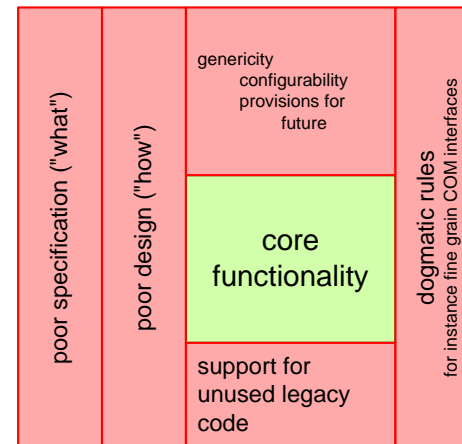 poor specification ("what")
poor design ("how")
genericity
configurability
provisions for
future
core
functionality
support for
unused legacy
code
dogmatic rules
for instance fine grain COM interfaces